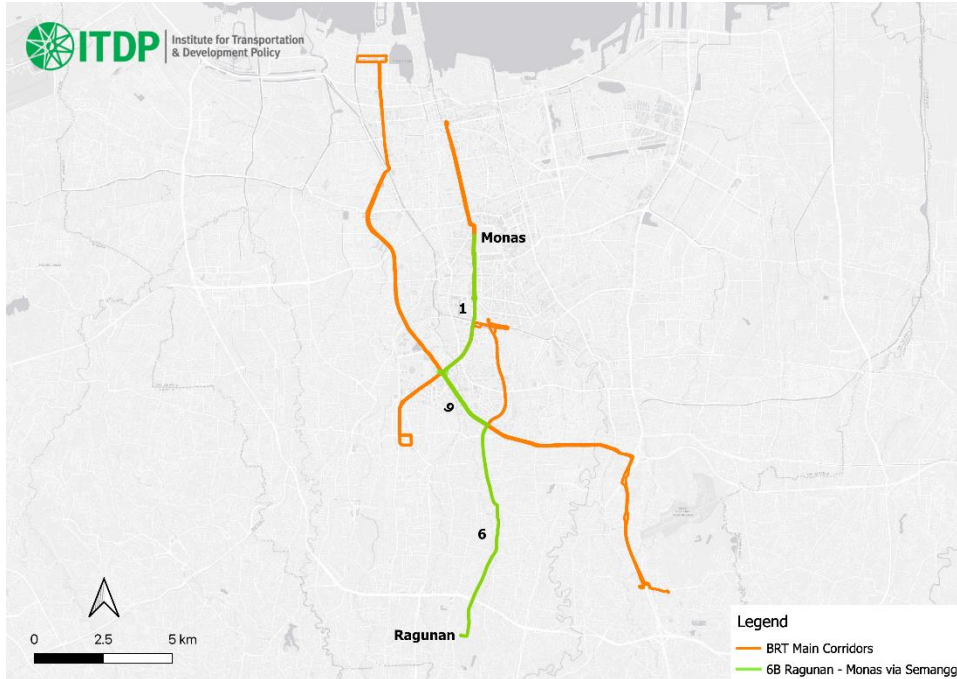 ITDP
Institute for Transportation
& Development Policy
Monas
1
9
6
Ragunan
0 2.5 5 km
Legend
BRT Main Corridors
6B Ragunan - Monas via Semangg